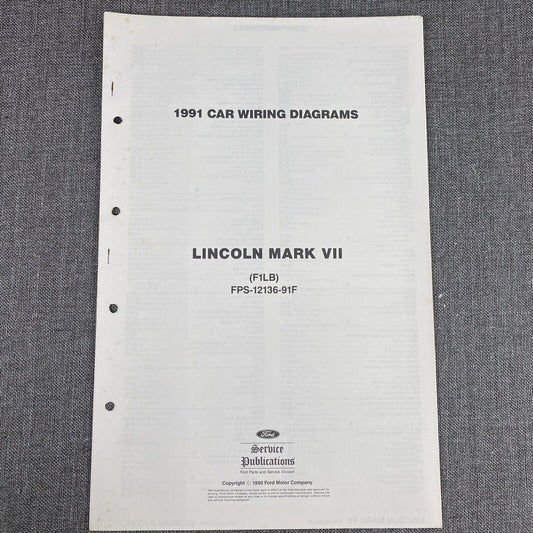 1991 CAR WIRING DIAGRAMS
LINCOLN MARK VII
(F1LB)
FPS-12136-91F
Ford
Service
Publications
Ford Parts and Service Division
Copyright © 1990 Ford Motor Company